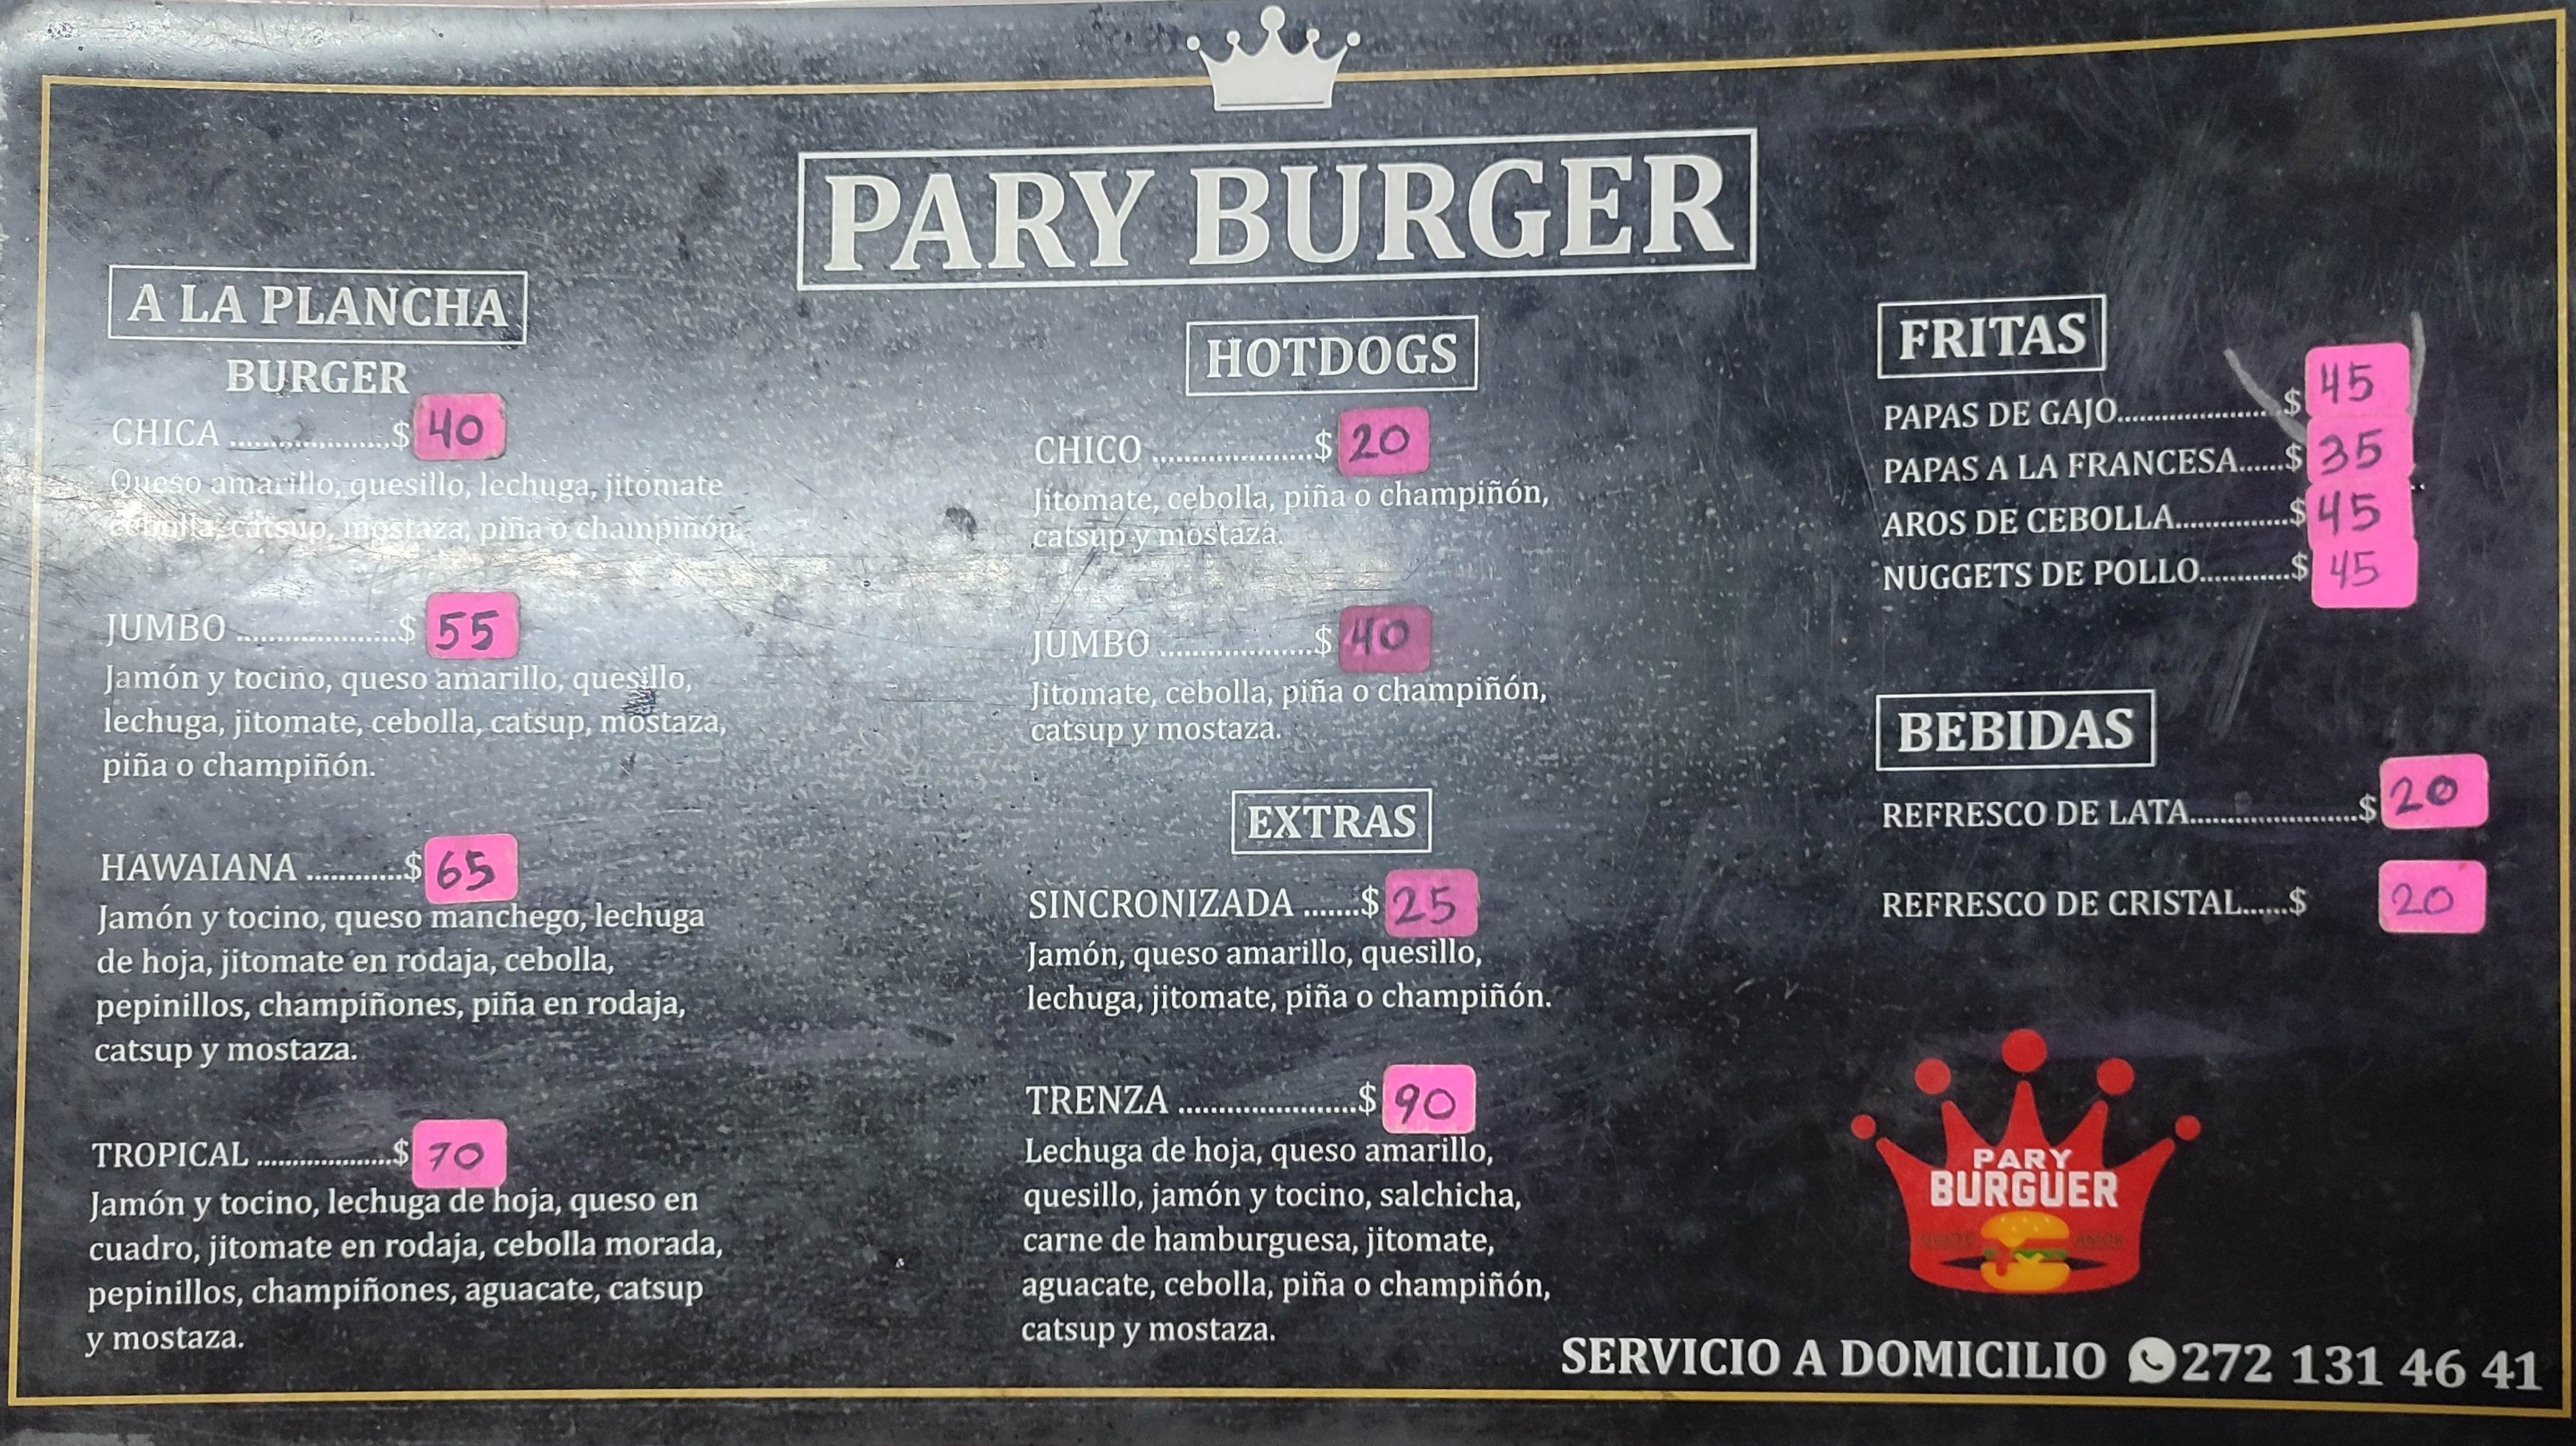 PARY BURGER
A LA PLANCHA
BURGER
CHICA ....................$ 40
Queso amarillo, quesillo, lechuga, jitomate
cebolla, catsup, mostaza, piña o champiñón.
JUMBO ....................$ 55
Jamón y tocino, queso amarillo, quesillo,
lechuga, jitomate, cebolla, catsup, mostaza,
piña o champiñón.
HAWAIANA ............$ 65
Jamón y tocino, queso manchego, lechuga
de hoja, jitomate en rodaja, cebolla,
pepinillos, champiñones, piña en rodaja,
catsup y mostaza.
TROPICAL ....................$ 70
Jamón y tocino, lechuga de hoja, queso en
cuadro, jitomate en rodaja, cebolla morada,
pepinillos, champiñones, aguacate, catsup
y mostaza.
HOTDOGS
CHICO ....................$ 20
Jitomate, cebolla, piña o champiñón,
catsup y mostaza.
JUMBO ...................$ 40
Jitomate, cebolla, piña o champiñón,
catsup y mostaza.
EXTRAS
SINCRONIZADA .......$ 25
Jamón, queso amarillo, quesillo,
lechuga, jitomate, piña o champiñón.
TRENZA ......................$ 90
Lechuga de hoja, queso amarillo,
quesillo, jamón y tocino, salchicha,
carne de hamburguesa, jitomate,
aguacate, cebolla, piña o champiñón,
catsup y mostaza.
FRITAS
PAPAS DE GAJO......................$ 45
PAPAS A LA FRANCESA......$ 35
AROS DE CEBOLLA...............$ 45
NUGGETS DE POLLO............$ 45
BEBIDAS
REFRESCO DE LATA......................$ 20
REFRESCO DE CRISTAL......$ 20
PARY
BURGUER
SERVICIO A DOMICILIO 272 131 46 41